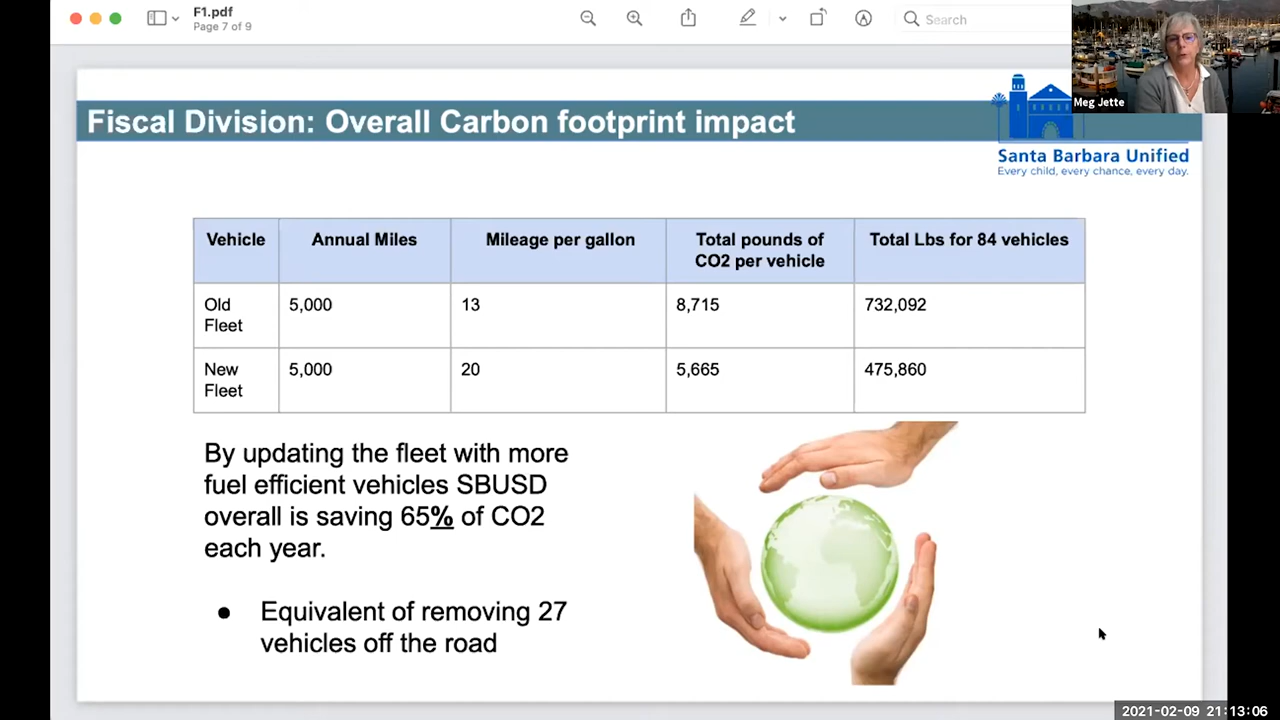 F1.pdf
Page 7 of 9
Search
Meg Jette
Fiscal Division: Overall Carbon footprint impact
Santa Barbara Unified
Every child, every chance, every day.
Vehicle Annual Miles Mileage per gallon Total pounds of CO2 per vehicle Total Lbs for 84 vehicles
Old Fleet 5,000 13 8,715 732,092
New Fleet 5,000 20 5,665 475,860
By updating the fleet with more
fuel efficient vehicles SBUSD
overall is saving 65% of CO2
each year.
● Equivalent of removing 27
vehicles off the road
2021-02-09 21:13:06